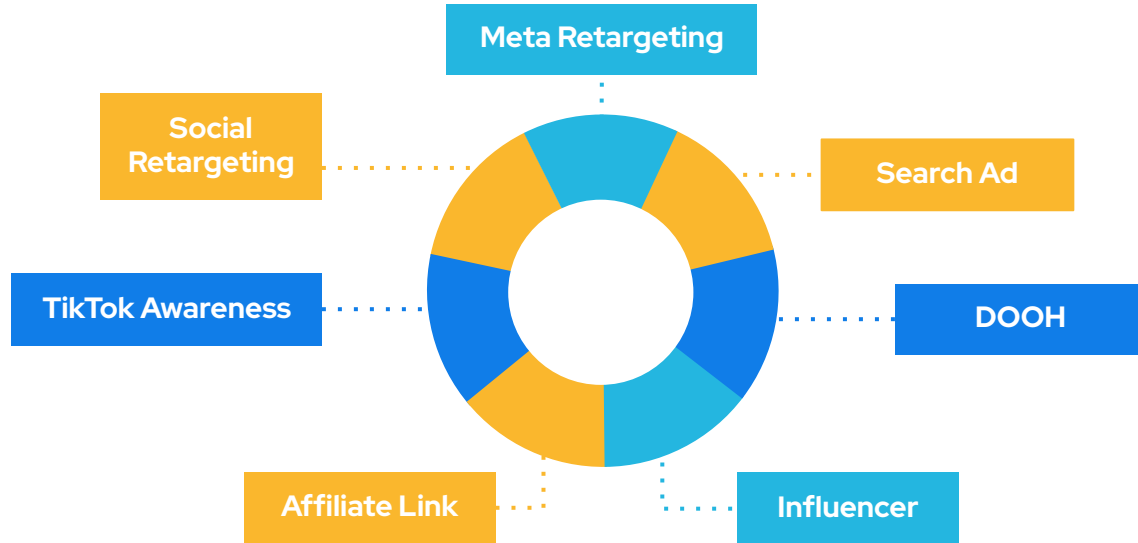 Meta Retargeting
Social
Retargeting
Search Ad
TikTok Awareness
DOOH
Affiliate Link
Influencer